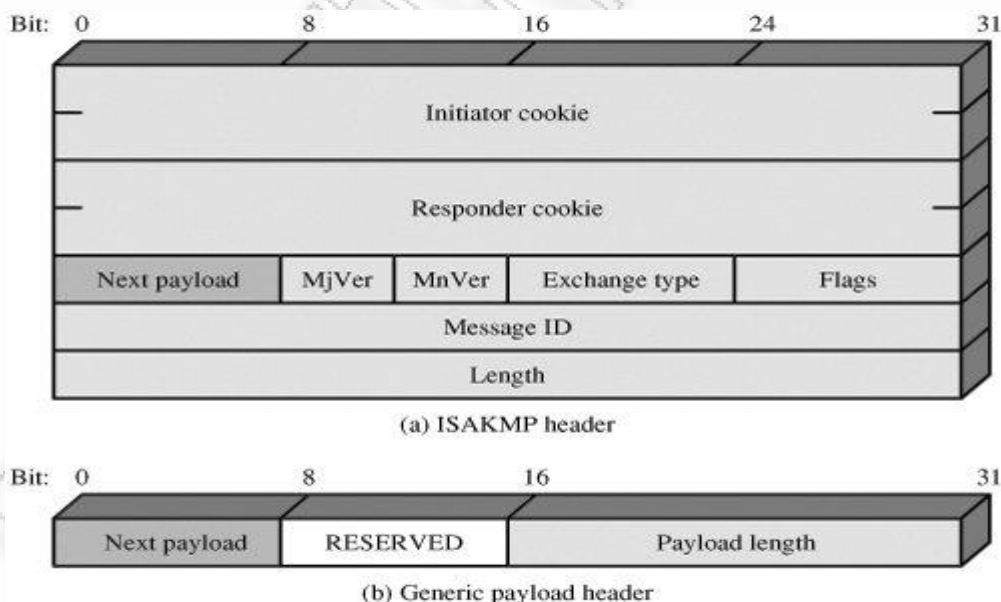 Bit: 0 8 16 24 31
Initiator cookie
Responder cookie
Next payload MjVer MnVer Exchange type Flags
Message ID
Length
(a) ISAKMP header
Bit: 0 8 16 31
Next payload RESERVED Payload length
(b) Generic payload header